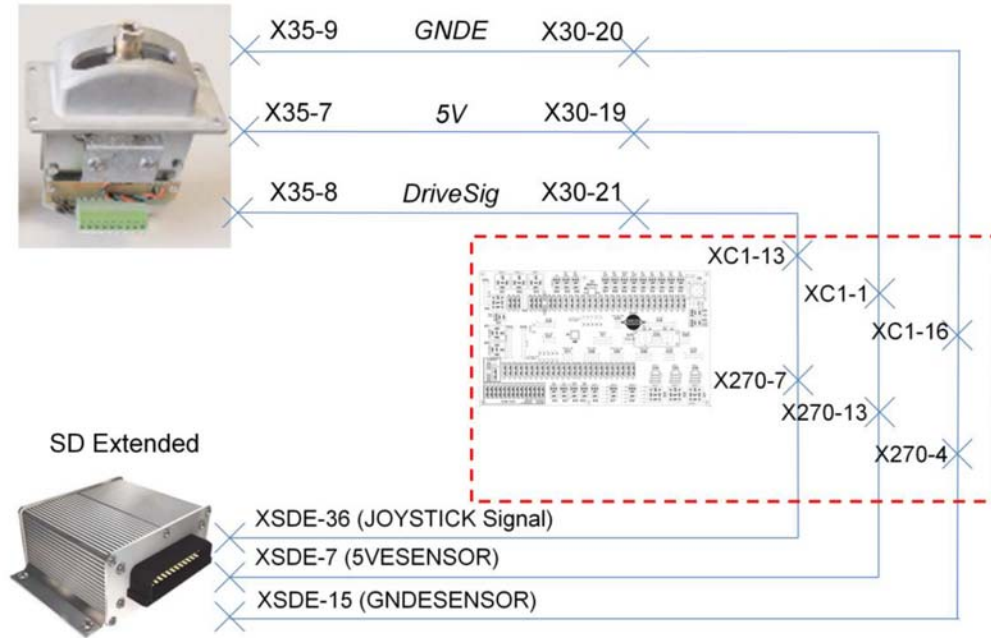 X35-9 GNDE X30-20
X35-7 5V X30-19
X35-8 DriveSig X30-21
XC1-13
XC1-1
XC1-16
X270-7
X270-13
X270-4
SD Extended
XSDE-36 (JOYSTICK Signal)
XSDE-7 (5VESENSOR)
XSDE-15 (GNDESENSOR)